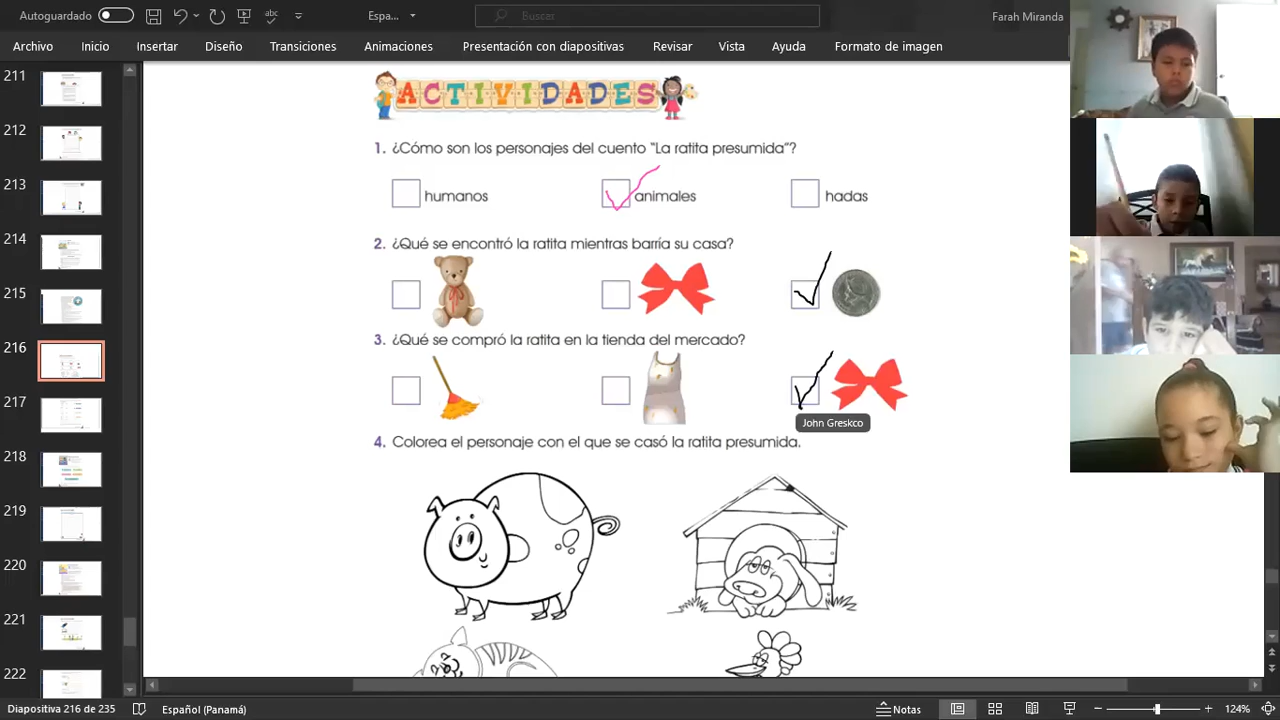 Autoguardado abc Espa... Buscar Farah Miranda
Archivo Inicio Insertar Diseño Transiciones Animaciones Presentación con diapositivas Revisar Vista Ayuda Formato de imagen
211
212
213
214
215
216
217
218
219
220
221
222
ACTIVIDADES
1. ¿Cómo son los personajes del cuento “La ratita presumida”?
humanos animales hadas
2. ¿Qué se encontró la ratita mientras barría su casa?
3. ¿Qué se compró la ratita en la tienda del mercado?
John Greskco
4. Colorea el personaje con el que se casó la ratita presumida.
Diapositiva 216 de 235 Español (Panamá) Notas 124%